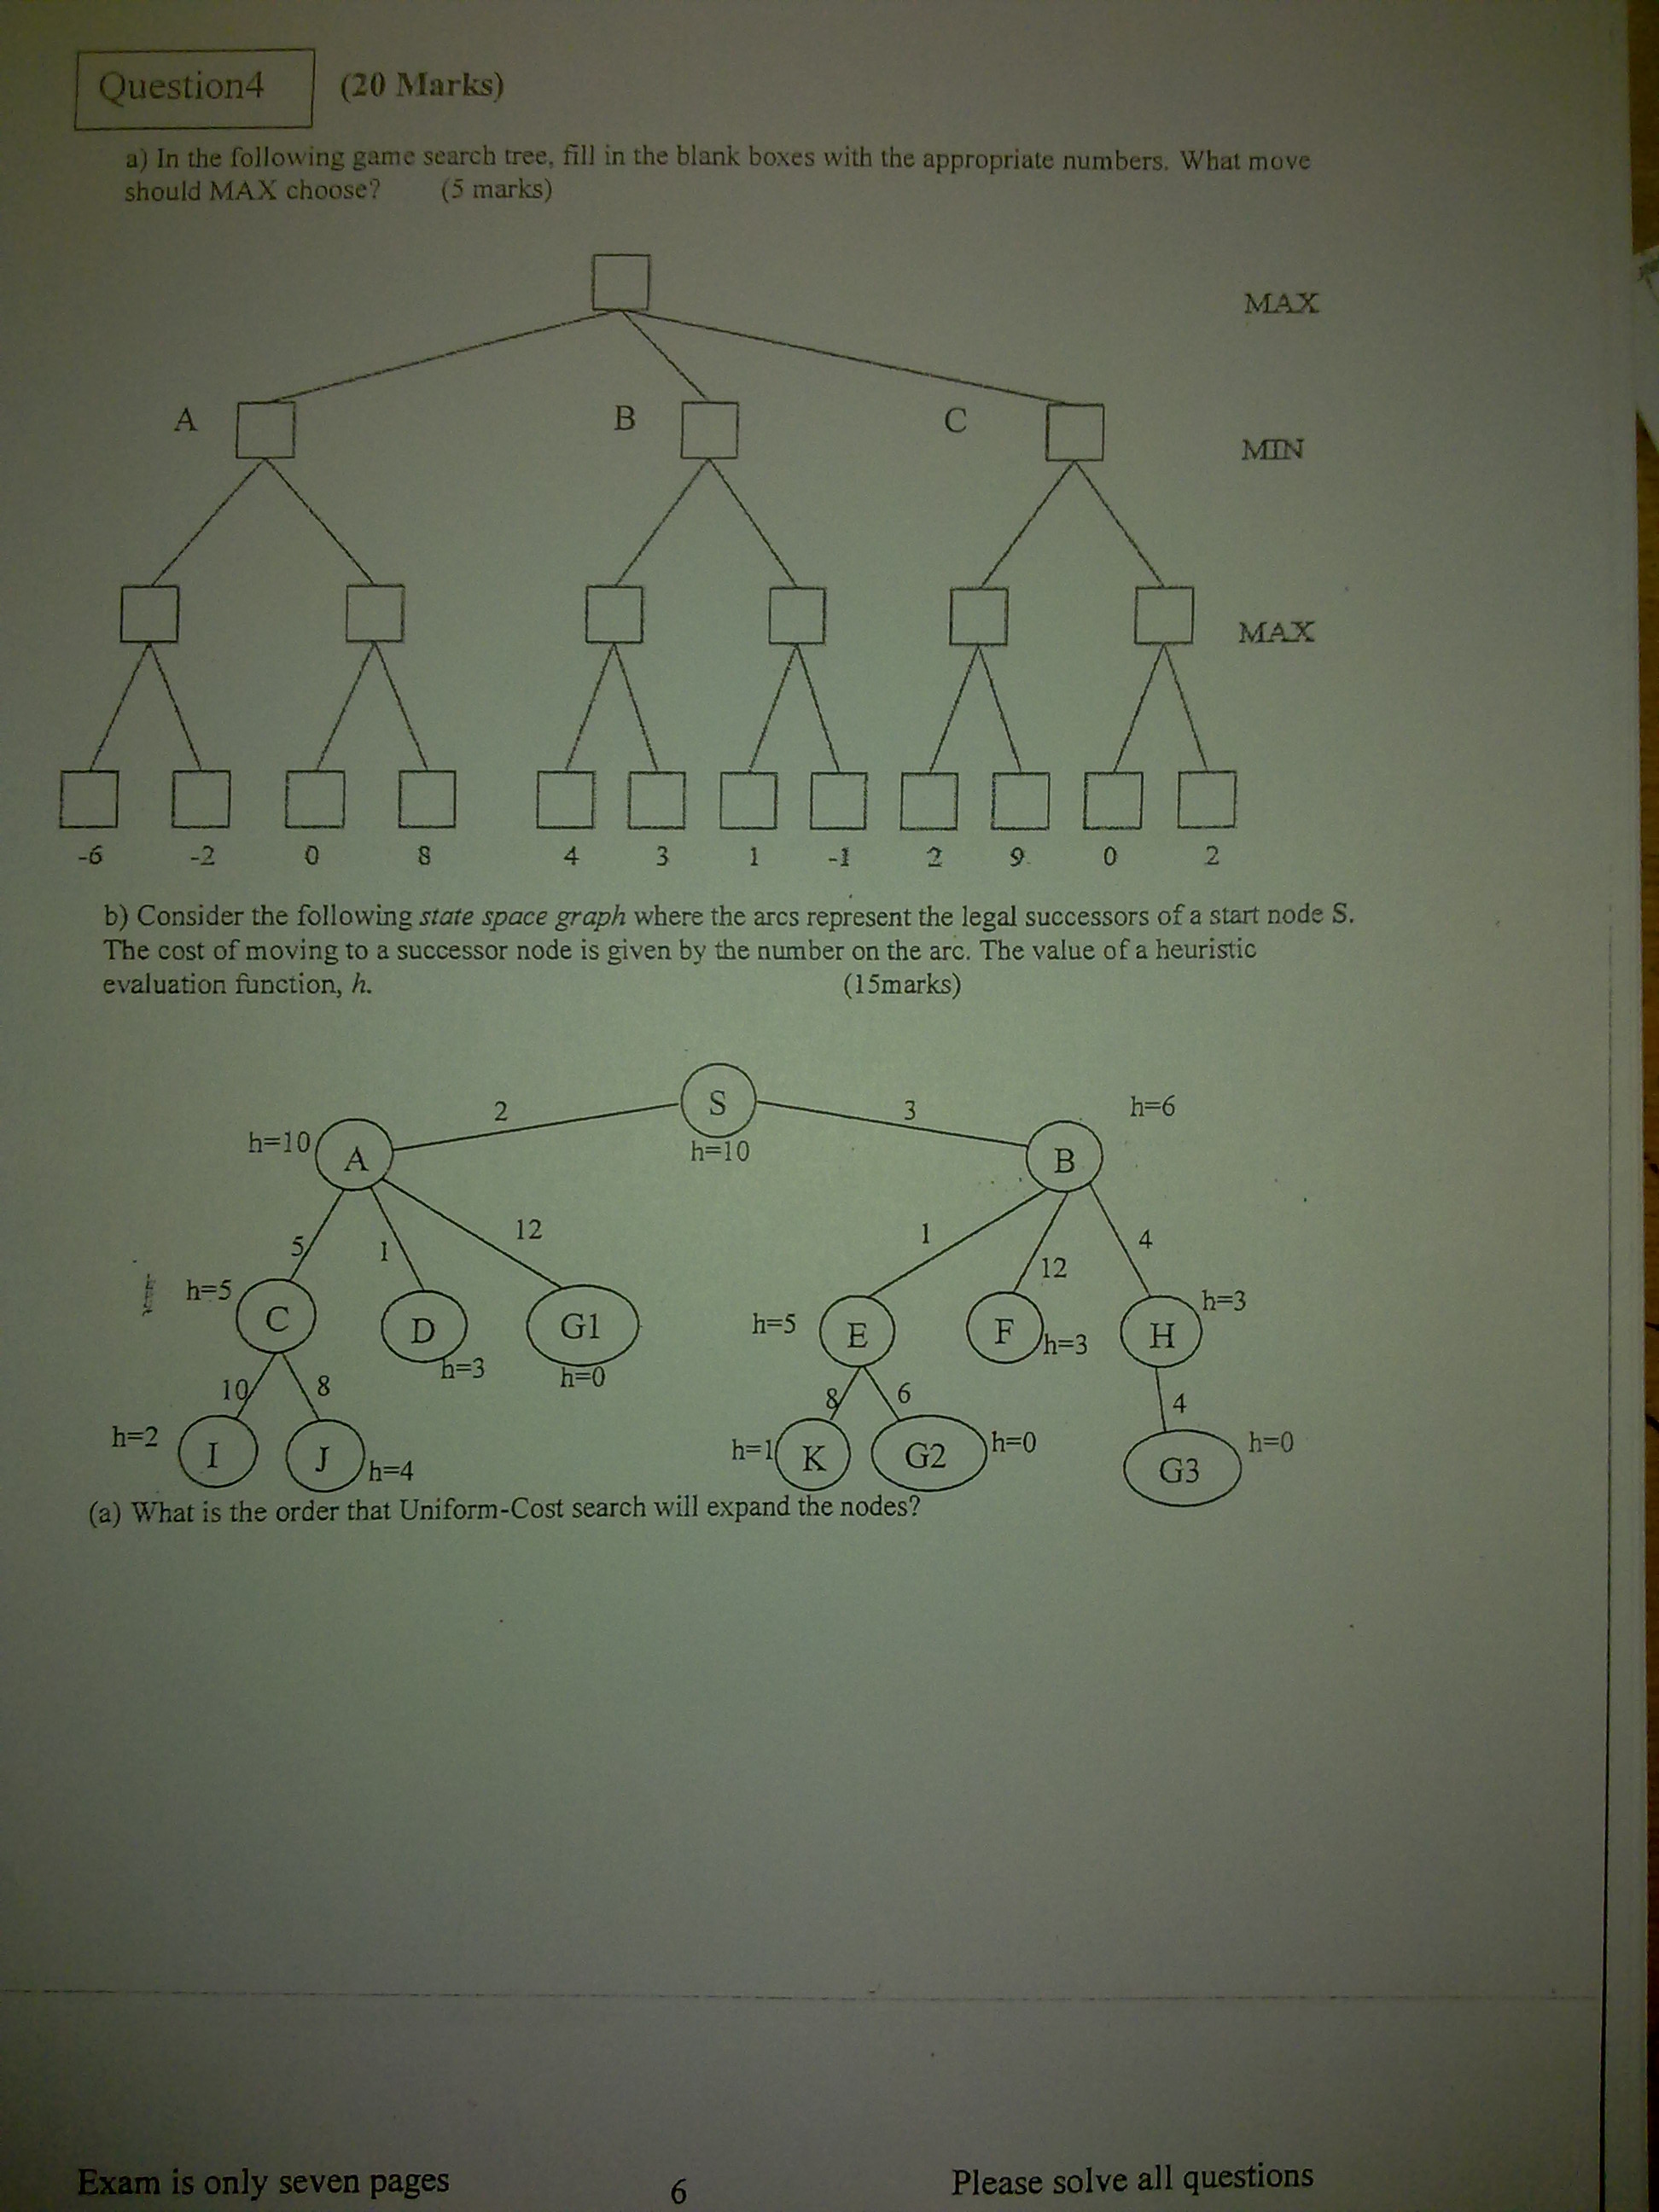 Question4 (20 Marks)
a) In the following game search tree, fill in the blank boxes with the appropriate numbers. What move
should MAX choose? (5 marks)
MAX
A B C
MIN
MAX
-6 -2 0 8 4 3 1 -1 2 9 0 2
b) Consider the following state space graph where the arcs represent the legal successors of a start node S.
The cost of moving to a successor node is given by the number on the arc. The value of a heuristic
evaluation function, h. (15marks)
S
2 3 h=6
h=10 A h=10 B
5 1 12 1 12 4
h=5 C D G1 h=5 E F h=3 H h=3
h=3 h=0
10 8 8 6 4
h=2 I J h=4 h=1 K G2 h=0 G3 h=0
(a) What is the order that Uniform-Cost search will expand the nodes?
Exam is only seven pages 6 Please solve all questions